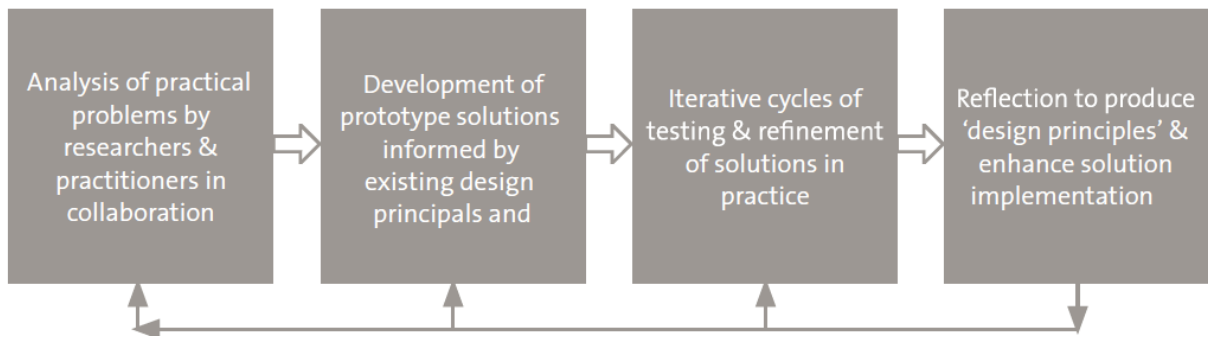 Analysis of practical
problems by
researchers &
practitioners in
collaboration
Development of
prototype solutions
informed by
existing design
principals and
Iterative cycles of
testing & refinement
of solutions in
practice
Reflection to produce
‘design principles’ &
enhance solution
implementation